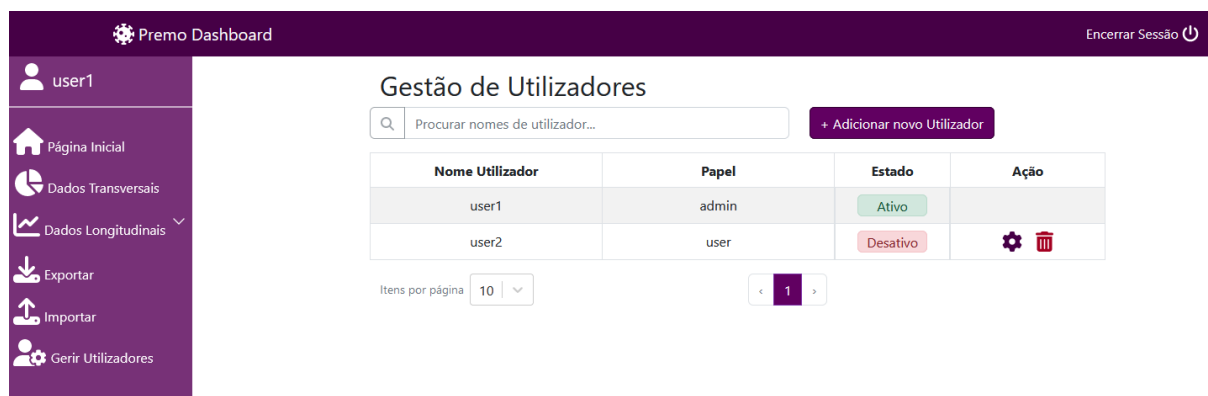 Premo Dashboard
Encerrar Sessão
user1
Página Inicial
Dados Transversais
Dados Longitudinais
Exportar
Importar
Gerir Utilizadores
Gestão de Utilizadores
Procurar nomes de utilizador...
+ Adicionar novo Utilizador
Nome Utilizador Papel Estado Ação
user1 admin Ativo
user2 user Desativo
Itens por página 10 ‹ 1 ›